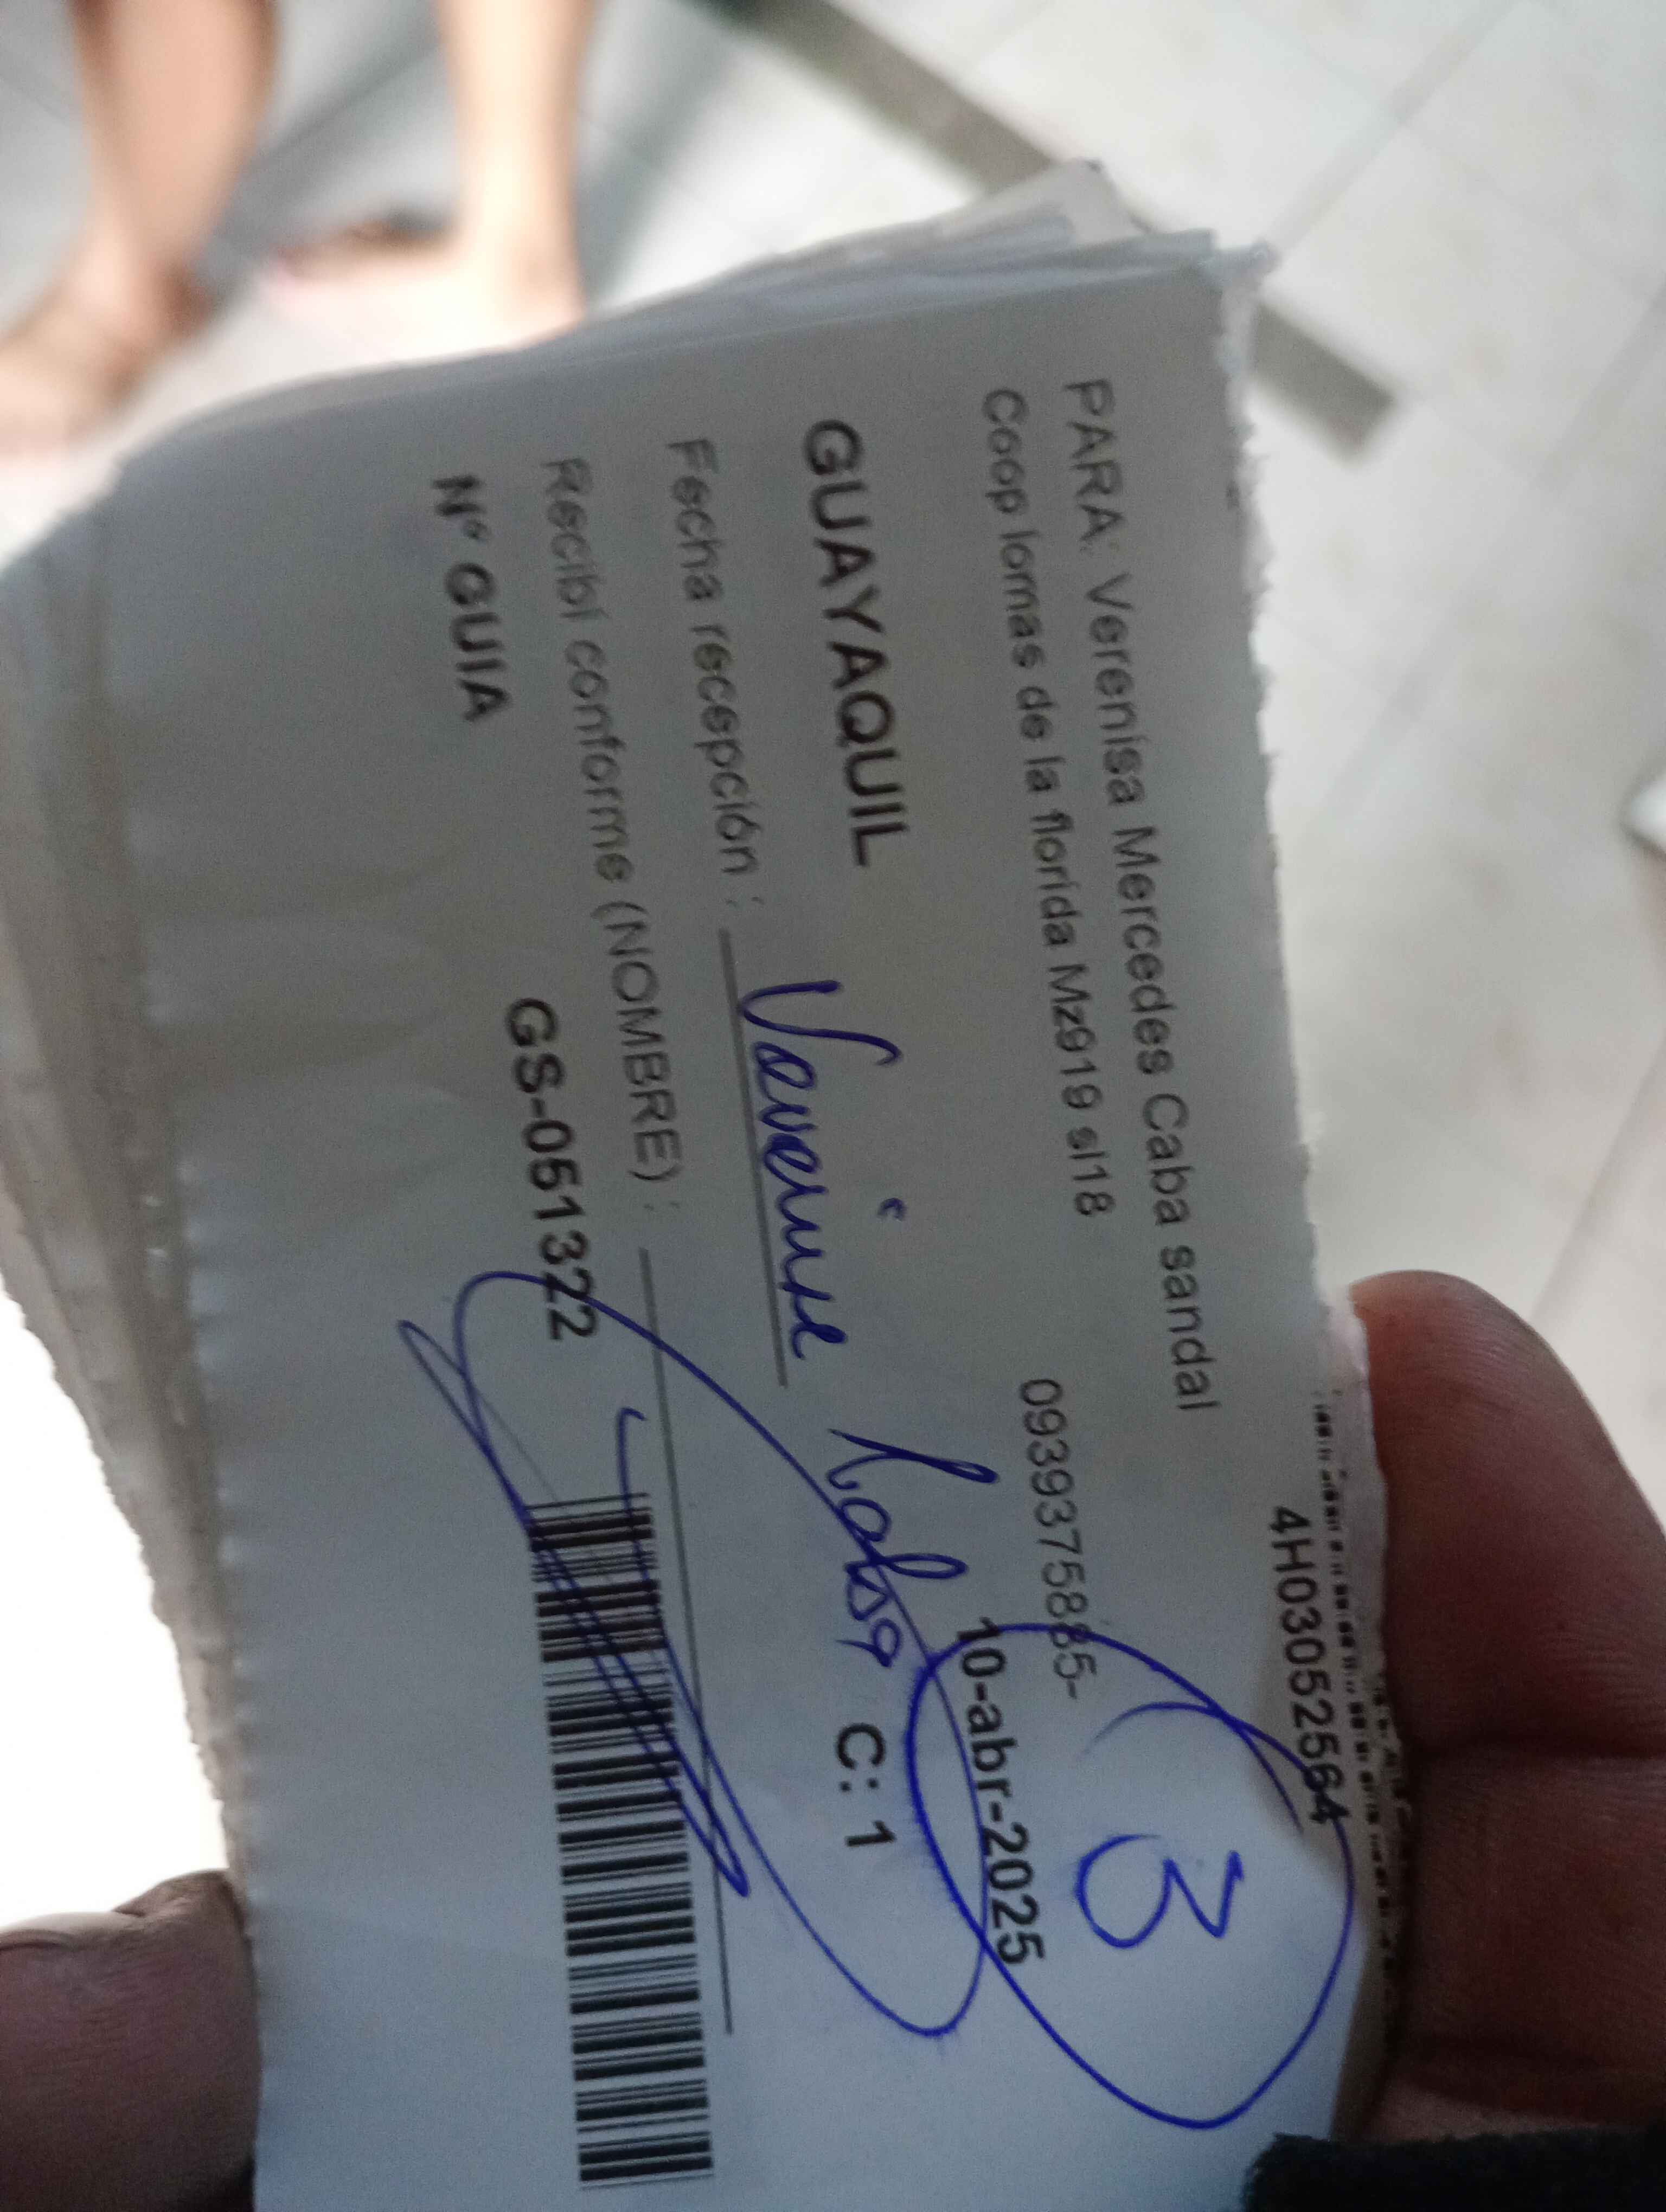 4H03052564
PARA: Verenisa Mercedes Caba sandal
Coop lomas de la florida Mz919 sl18 0939375885-
3
10-abr-2025
GUAYAQUIL C: 1
Fecha recepción :
Recibí conforme (NOMBRE) :
N° GUIA GS-051322